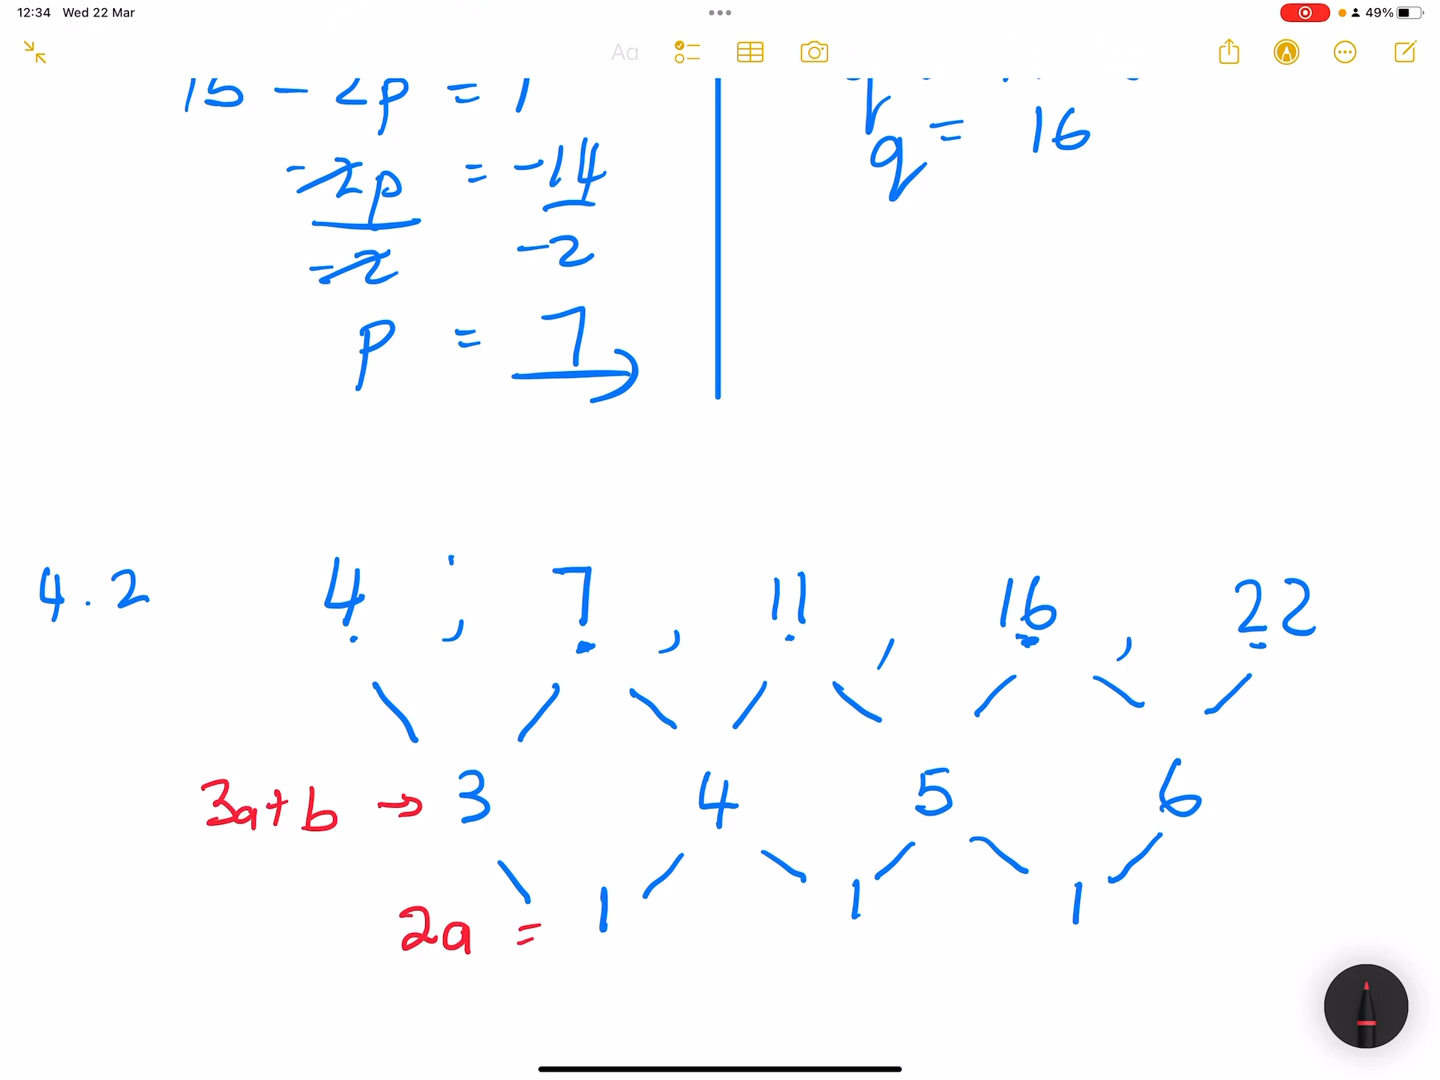 12:34 Wed 22 Mar
49%
Aa
15 - 2p = 1
-2p = -14
-2 -2
p = 7
q = 16
4.2 4 ; 7 , 11 , 16 , 22
3a+b → 3 4 5 6
2a = 1 1 1